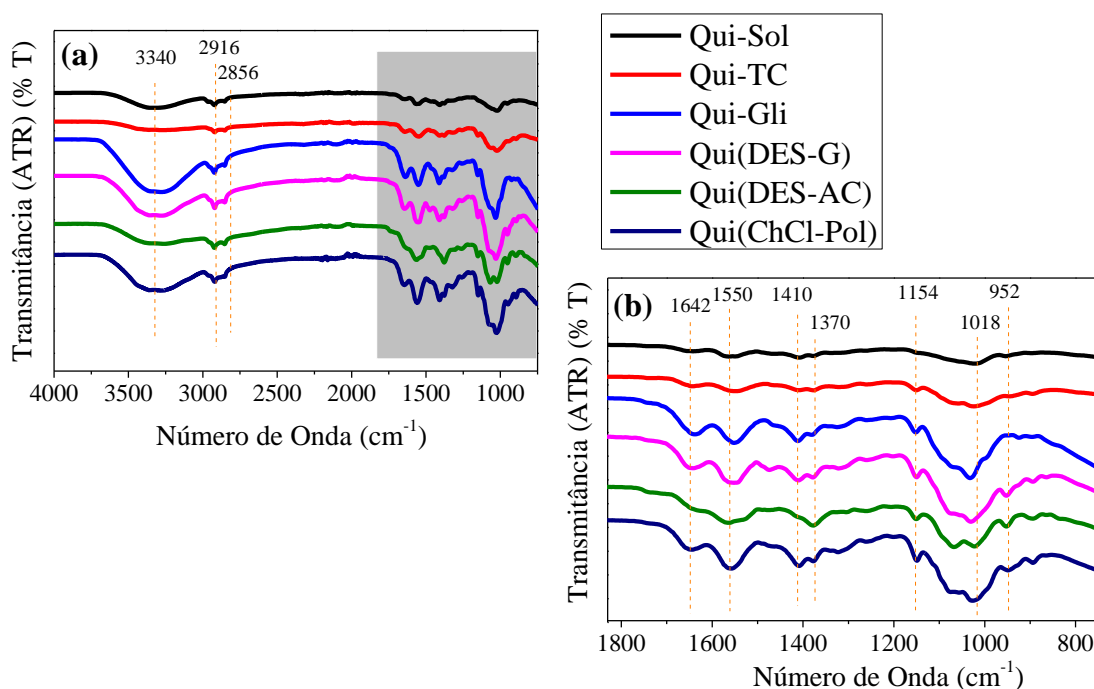 (a)
3340
2916
2856
Transmitância (ATR) (% T)
4000 3500 3000 2500 2000 1500 1000
Número de Onda (cm-1)
Qui-Sol
Qui-TC
Qui-Gli
Qui(DES-G)
Qui(DES-AC)
Qui(ChCl-Pol)
(b)
1642
1550
1410
1370
1154
1018
952
Transmitância (ATR) (% T)
1800 1600 1400 1200 1000 800
Número de Onda (cm-1)